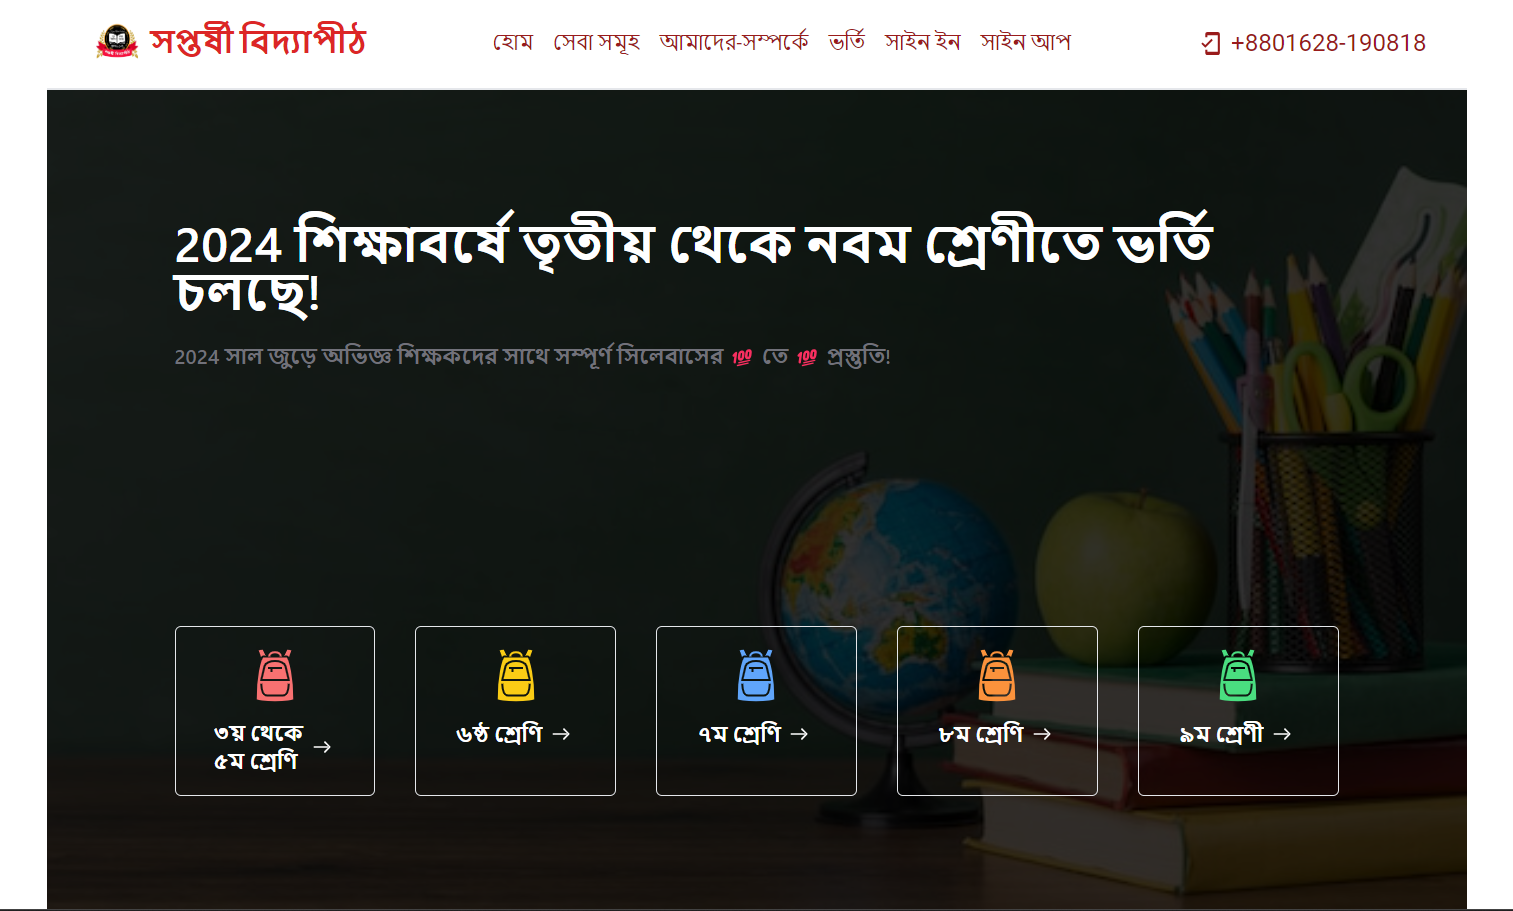 সপ্তর্ষী বিদ্যাপীঠ
হোম সেবা সমূহ আমাদের-সম্পর্কে ভর্তি সাইন ইন সাইন আপ
+8801628-190818
2024 শিক্ষাবর্ষে তৃতীয় থেকে নবম শ্রেণীতে ভর্তি
চলছে!
2024 সাল জুড়ে অভিজ্ঞ শিক্ষকদের সাথে সম্পূর্ণ সিলেবাসের 💯 তে 💯 প্রস্তুতি!
৩য় থেকে
৫ম শ্রেণি →
৬ষ্ঠ শ্রেণি →
৭ম শ্রেণি →
৮ম শ্রেণি →
৯ম শ্রেণী →